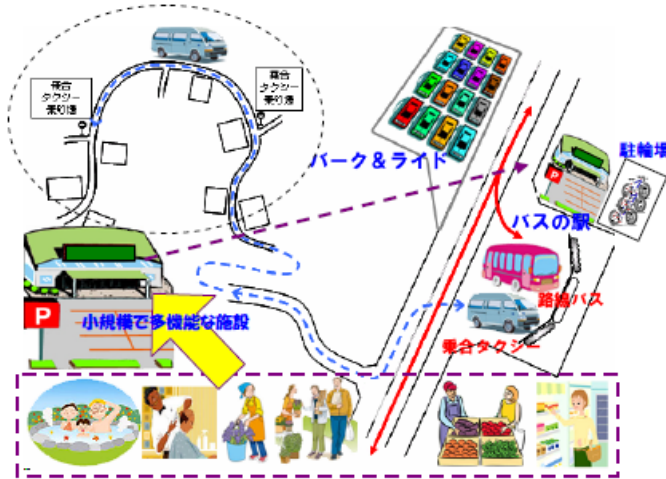 乗合
タクシー
乗降場
乗合
タクシー
乗降場
パーク＆ライド
駐輪場
P
バスの駅
路線バス
P
小規模で多機能な施設
乗合タクシー